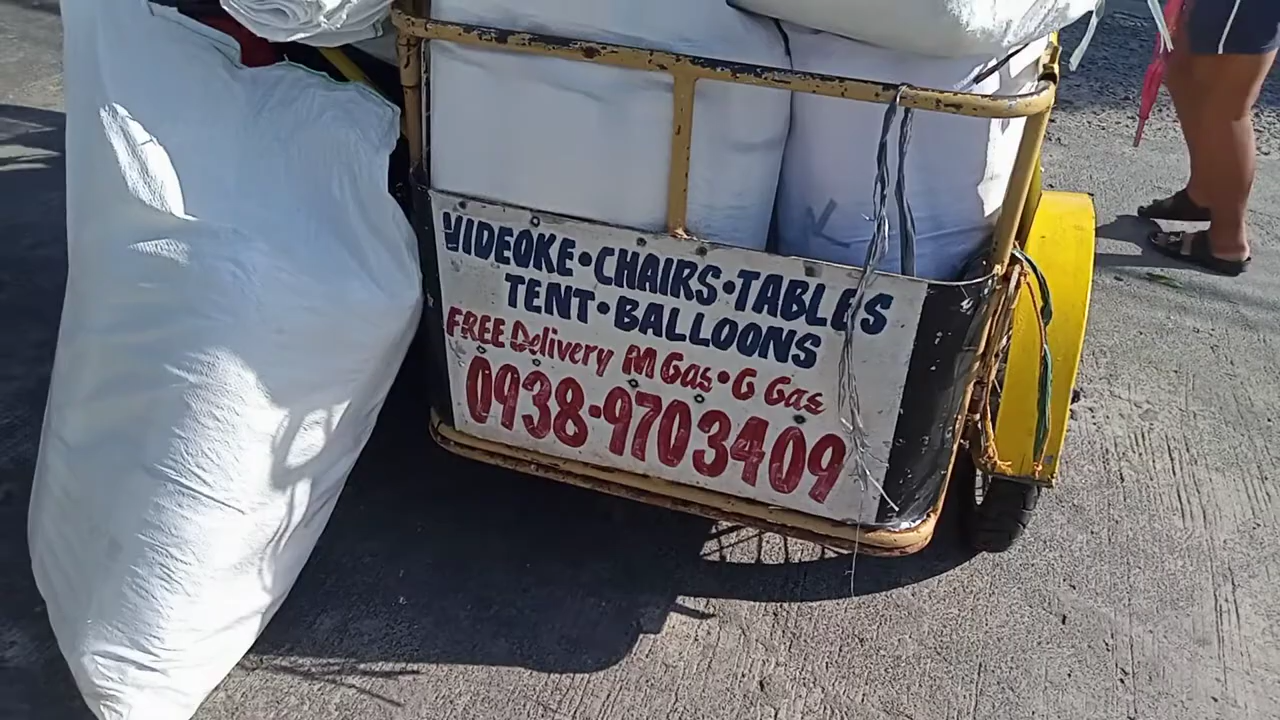 VIDEOKE•CHAIRS•TABLES
TENT•BALLOONS
FREE Delivery M Gas•G Gas
0938-9703409